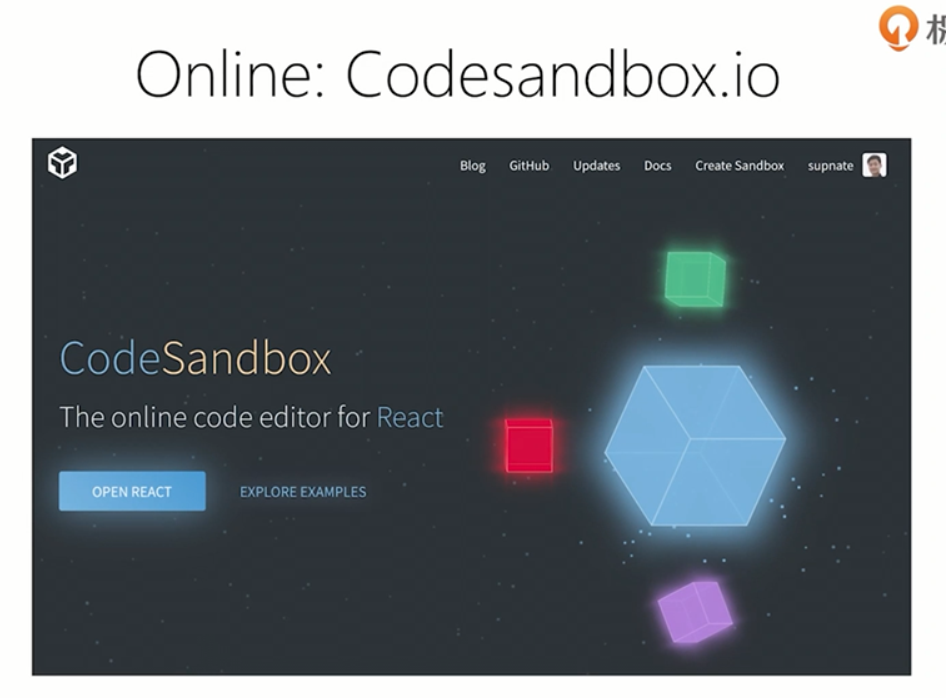 Online: Codesandbox.io
Blog GitHub Updates Docs Create Sandbox supnate
CodeSandbox
The online code editor for React
OPEN REACT EXPLORE EXAMPLES